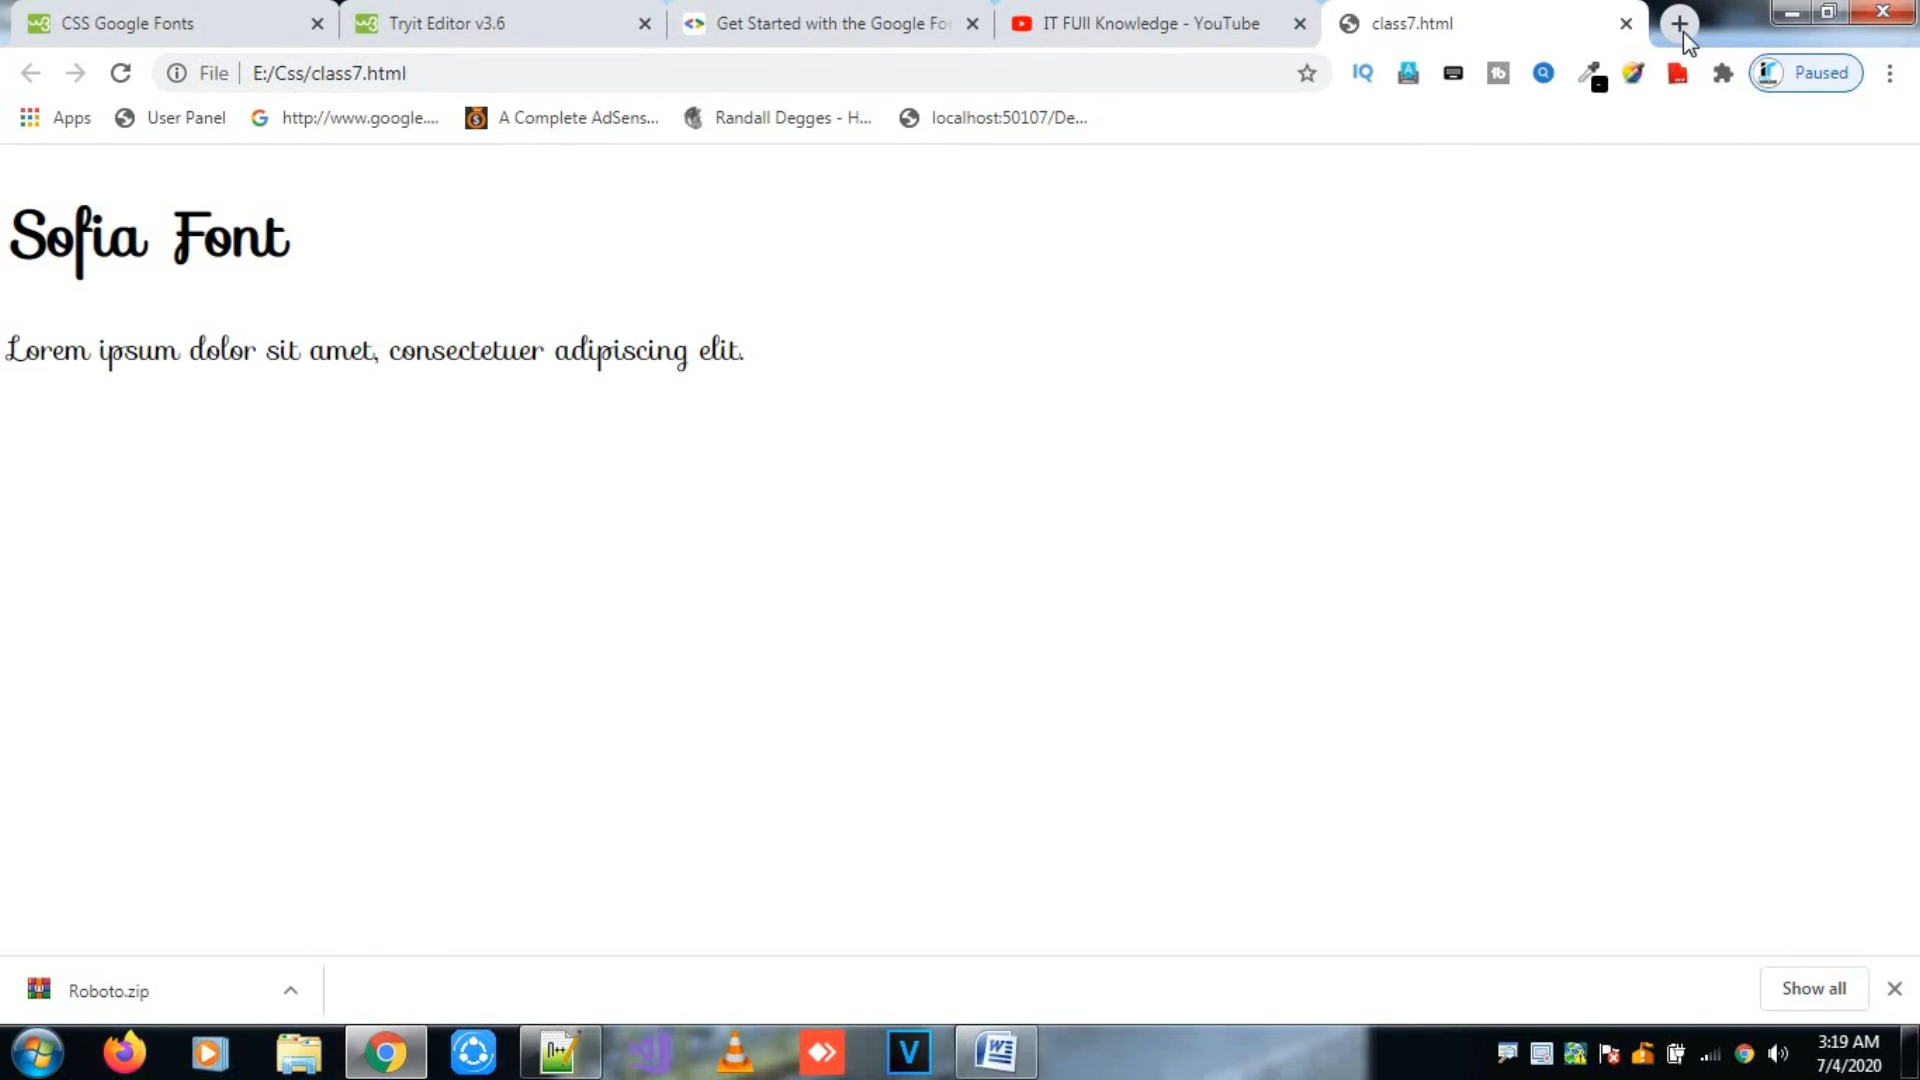 CSS Google Fonts
Tryit Editor v3.6
Get Started with the Google Fo
IT FUll Knowledge - YouTube
class7.html
File
E:/Css/class7.html
IQ
Paused
Apps
User Panel
http://www.google....
A Complete AdSens...
Randall Degges - H...
localhost:50107/De...
Sofia Font
Lorem ipsum dolor sit amet, consectetuer adipiscing elit.
Roboto.zip
Show all
3:19 AM
7/4/2020